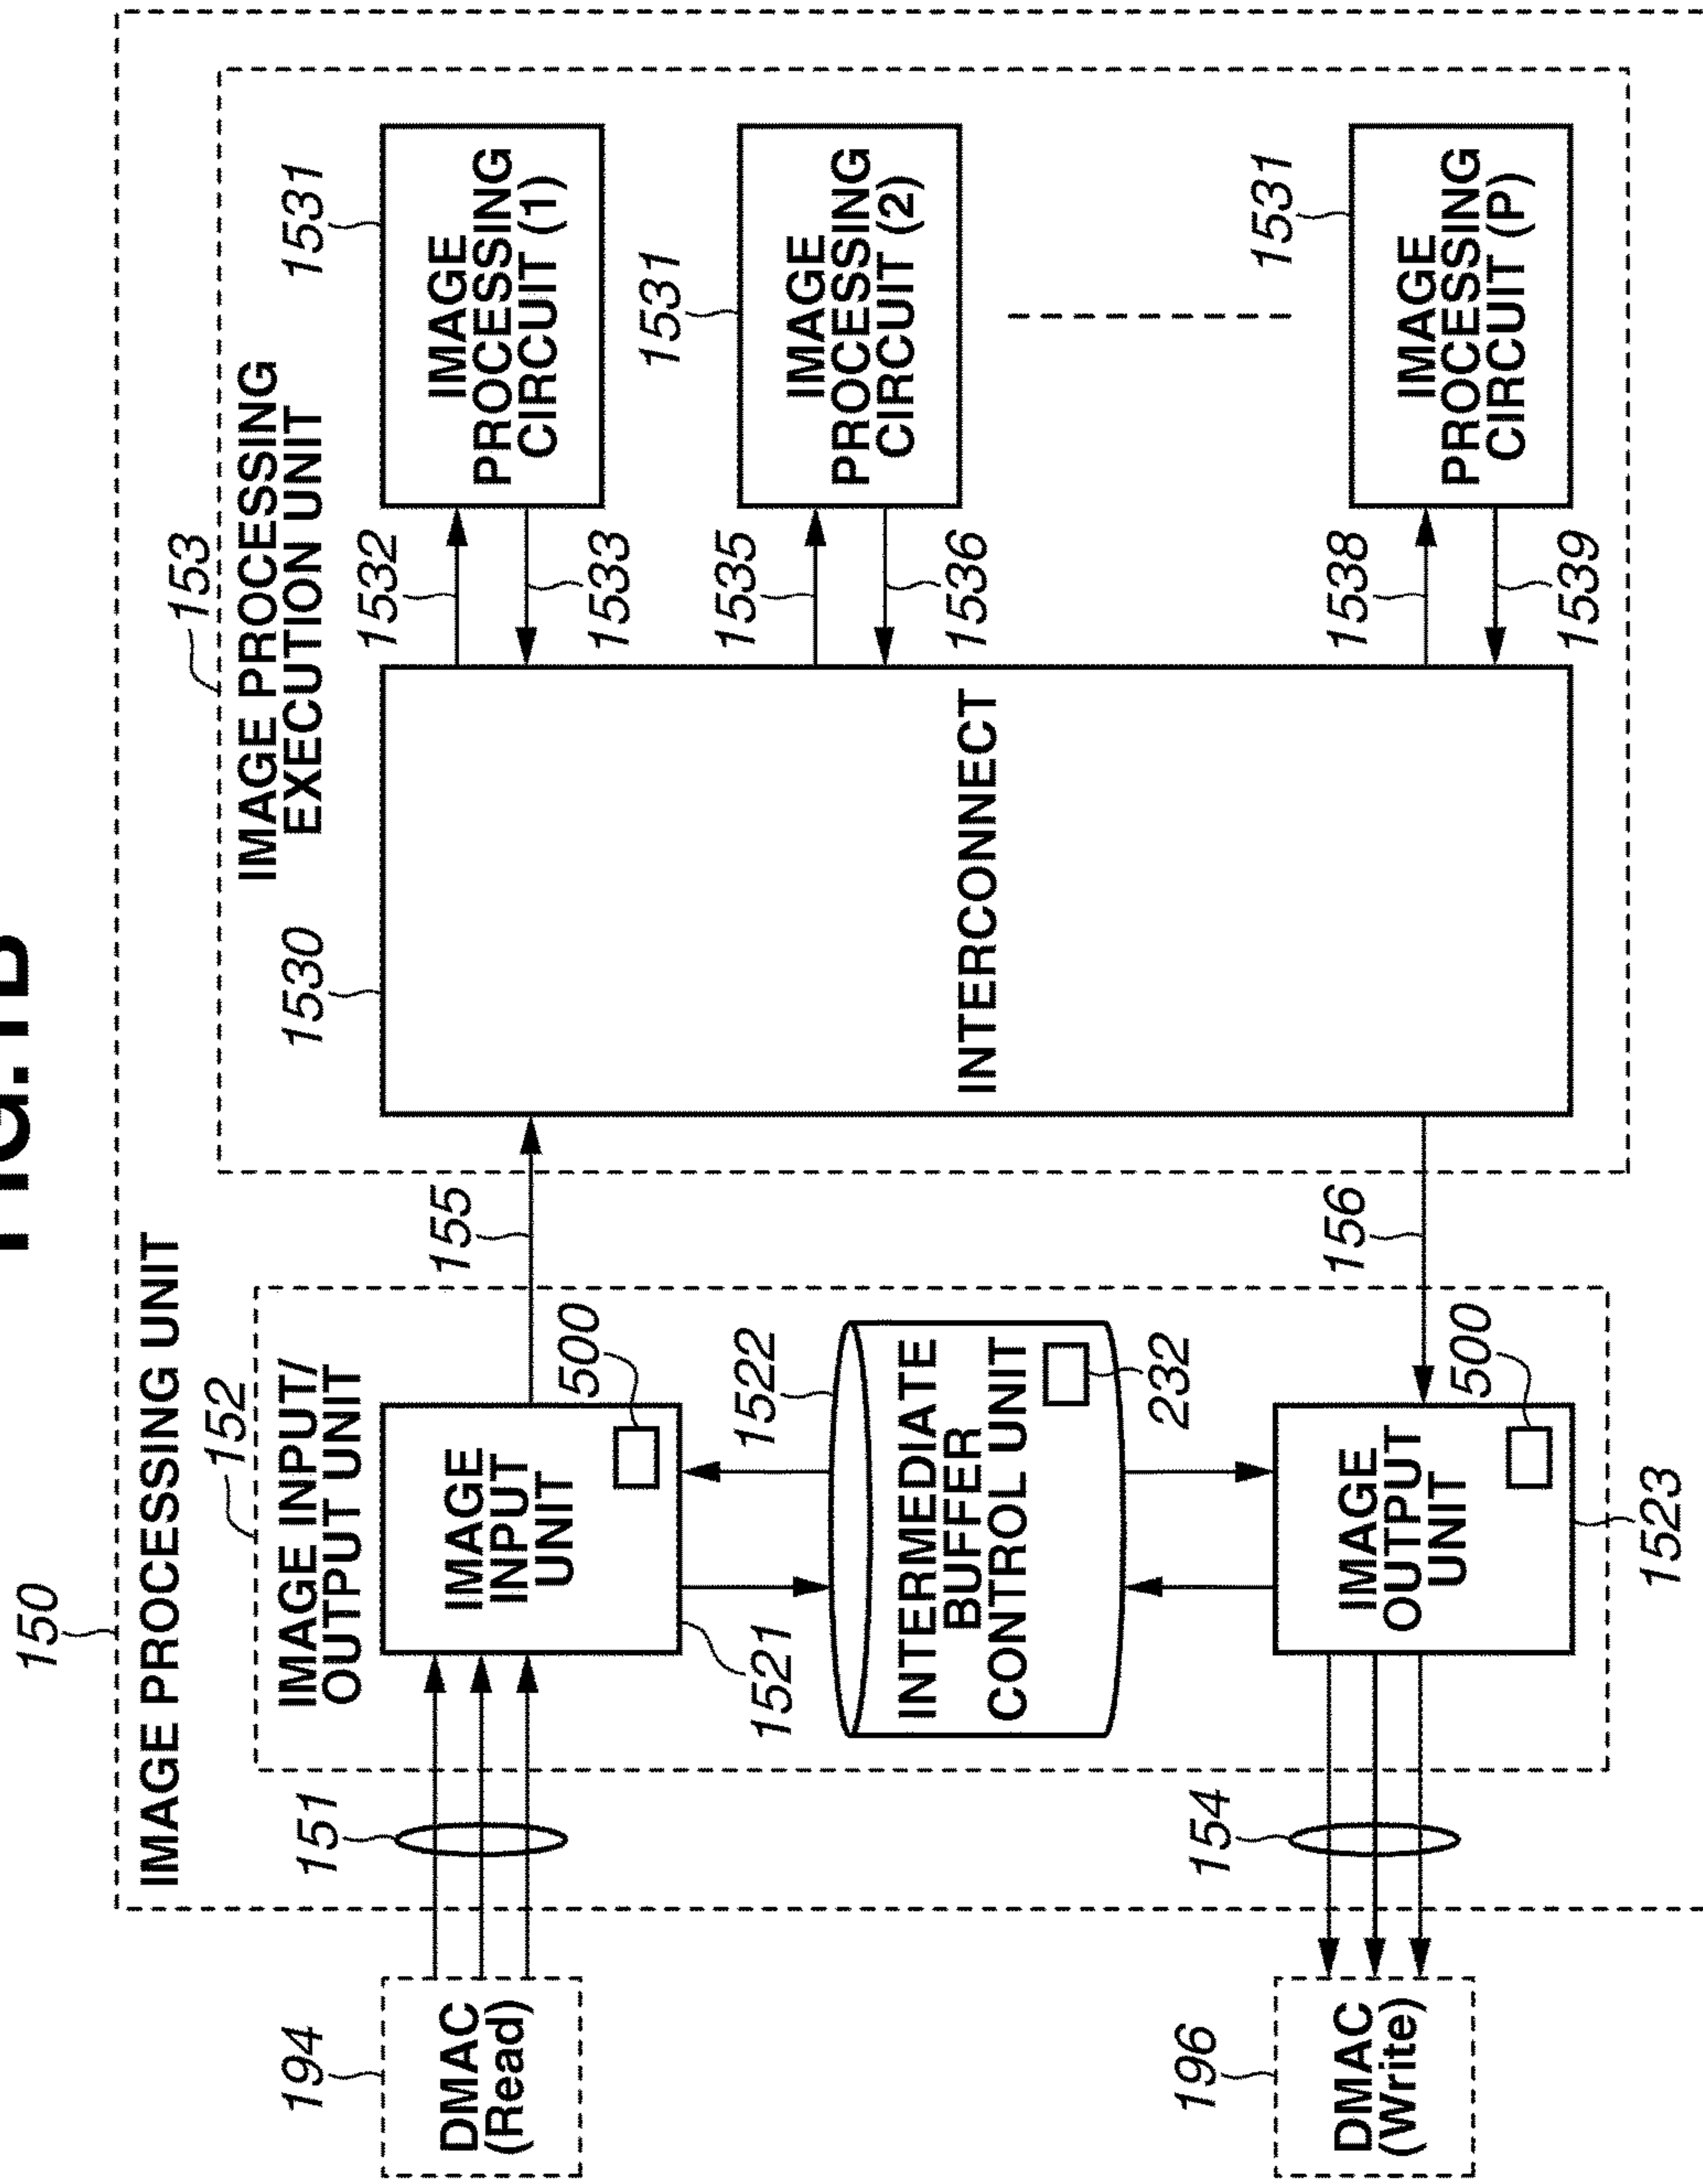 FIG.1B
150
IMAGE PROCESSING UNIT
153
IMAGE PROCESSING
EXECUTION UNIT
152
IMAGE INPUT/
OUTPUT UNIT
194
DMAC
(Read)
151
IMAGE
INPUT
UNIT
500
1521
155
1530
INTERCONNECT
1532
1533
1531
IMAGE
PROCESSING
CIRCUIT (1)
1522
INTERMEDIATE
BUFFER
CONTROL UNIT
232
1535
1536
1531
IMAGE
PROCESSING
CIRCUIT (2)
196
DMAC
(Write)
154
IMAGE
OUTPUT
UNIT
500
1523
156
1538
1539
1531
IMAGE
PROCESSING
CIRCUIT (P)